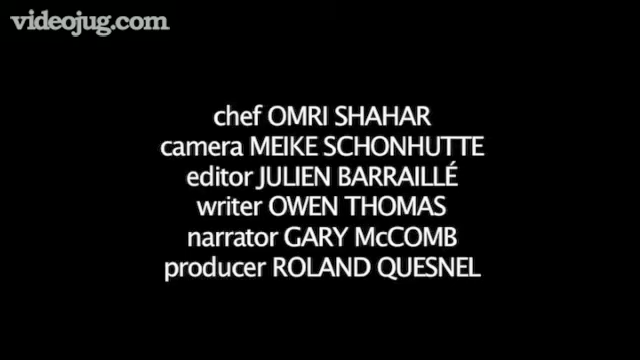 videojug.com
chef OMRI SHAHAR
camera MEIKE SCHONHUTTE
editor JULIEN BARRAILLÉ
writer OWEN THOMAS
narrator GARY McCOMB
producer ROLAND QUESNEL